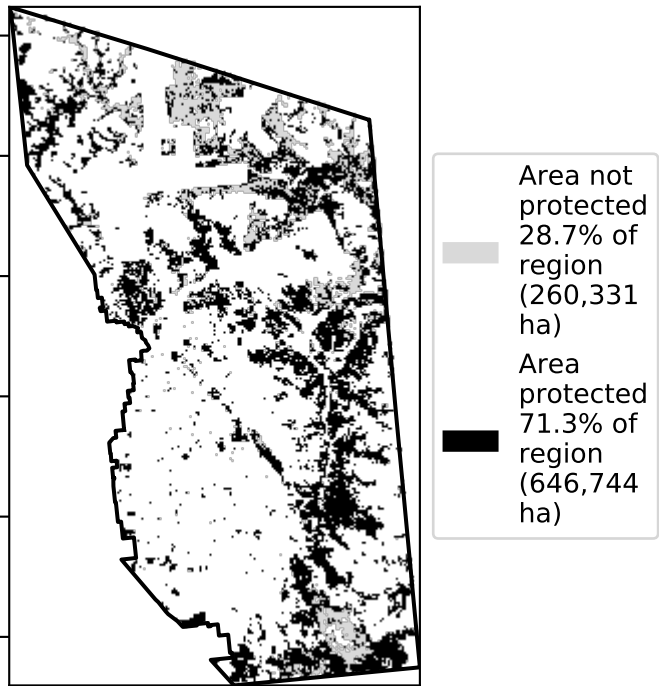 Area not
protected
28.7% of
region
(260,331
ha)
Area
protected
71.3% of
region
(646,744
ha)